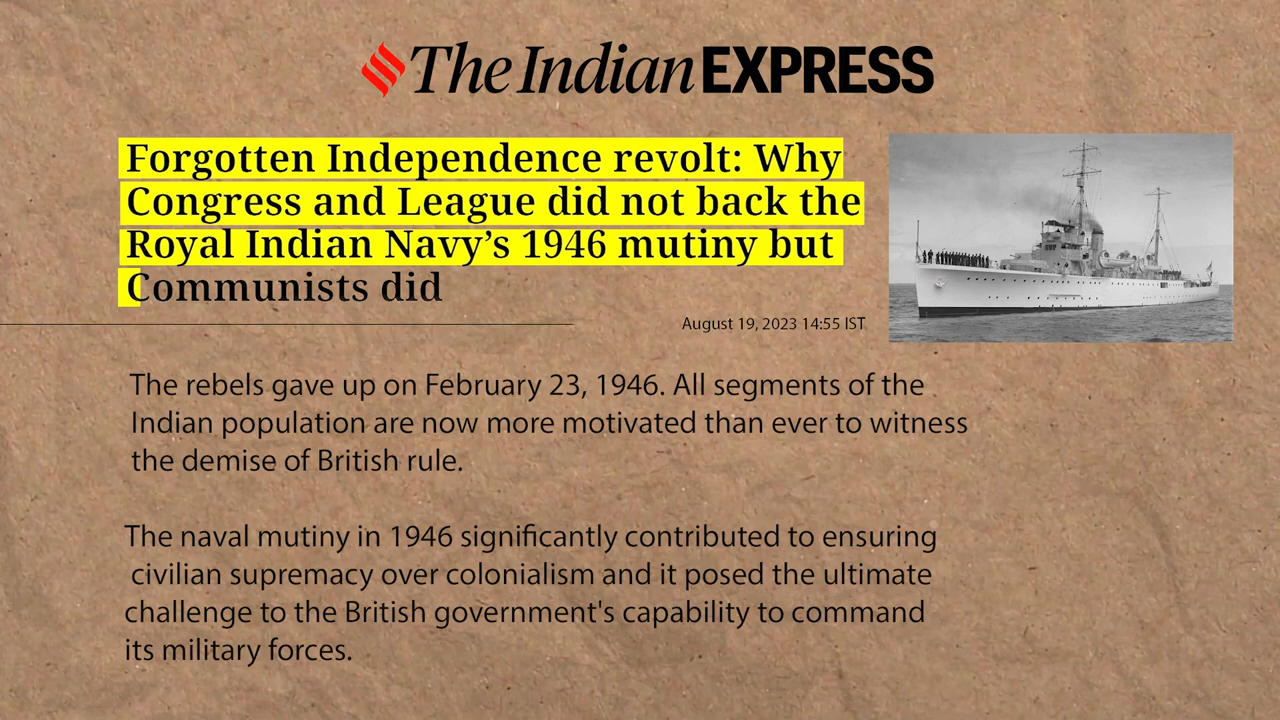 The Indian EXPRESS
Forgotten Independence revolt: Why
Congress and League did not back the
Royal Indian Navy’s 1946 mutiny but
Communists did
August 19, 2023 14:55 IST
The rebels gave up on February 23, 1946. All segments of the
Indian population are now more motivated than ever to witness
the demise of British rule.
The naval mutiny in 1946 significantly contributed to ensuring
civilian supremacy over colonialism and it posed the ultimate
challenge to the British government's capability to command
its military forces.